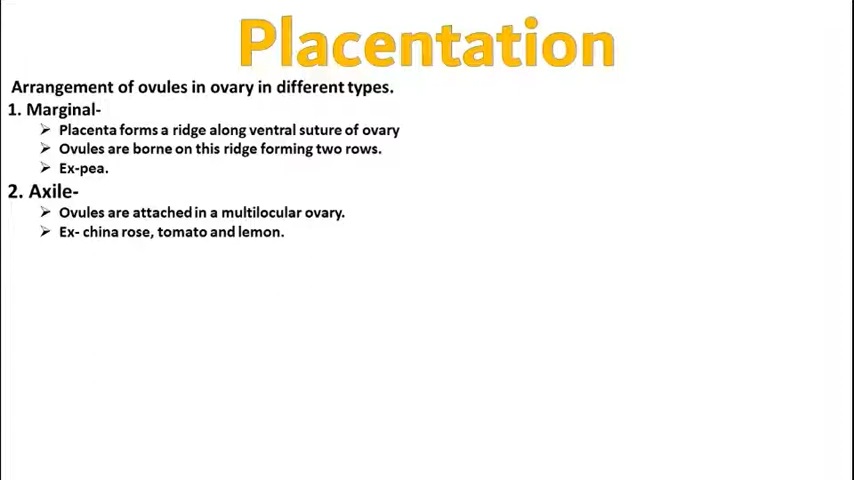 Placentation
Arrangement of ovules in ovary in different types.
1. Marginal-
➢ Placenta forms a ridge along ventral suture of ovary
➢ Ovules are borne on this ridge forming two rows.
➢ Ex-pea.
2. Axile-
➢ Ovules are attached in a multilocular ovary.
➢ Ex- china rose, tomato and lemon.